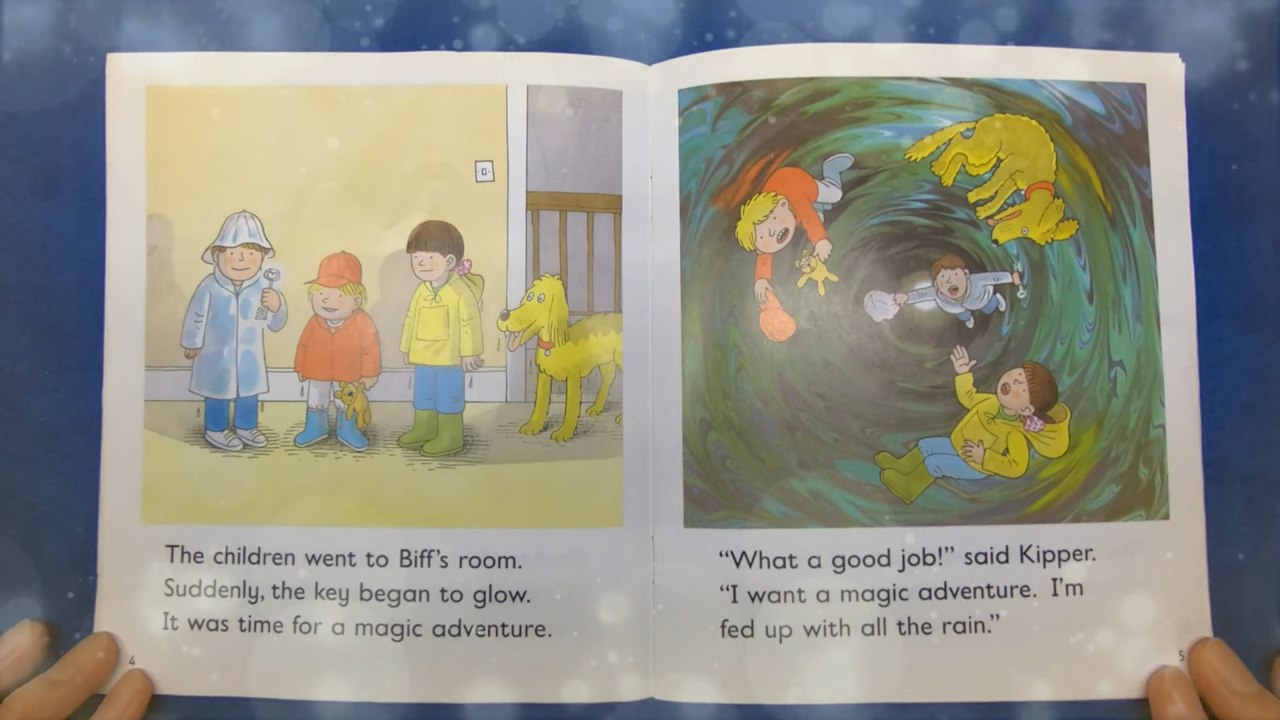 The children went to Biff's room.
Suddenly, the key began to glow.
It was time for a magic adventure.
4
“What a good job!” said Kipper.
“I want a magic adventure. I'm
fed up with all the rain.”
5